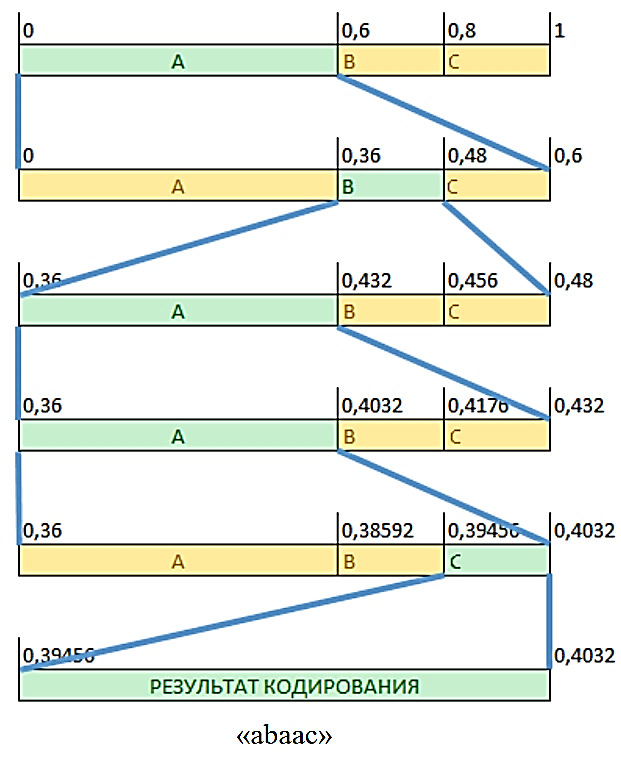 0 0,6 0,8 1
A B C
0 0,36 0,48 0,6
A B C
0,36 0,432 0,456 0,48
A B C
0,36 0,4032 0,4176 0,432
A B C
0,36 0,38592 0,39456 0,4032
A B C
0,39456 0,4032
РЕЗУЛЬТАТ КОДИРОВАНИЯ
«abaac»